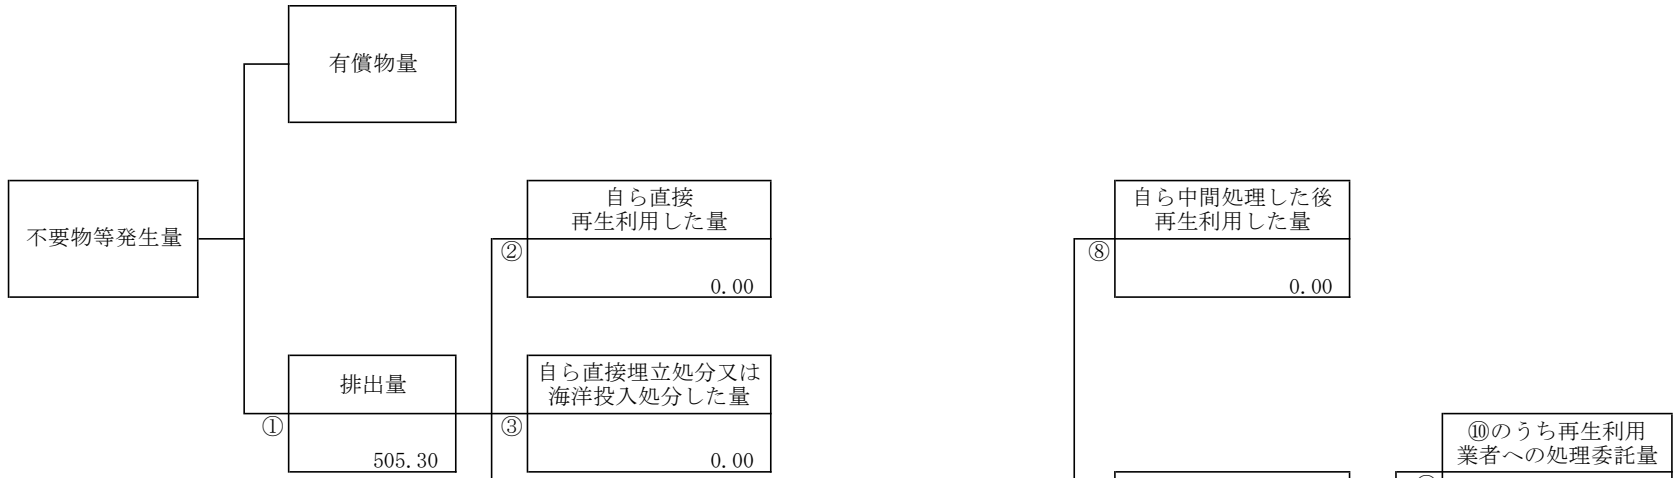 有償物量
不要物等発生量
自ら直接
再生利用した量
②
0.00
自ら中間処理した後
再生利用した量
⑧
0.00
排出量
①
505.30
自ら直接埋立処分又は
海洋投入処分した量
③
0.00
⑩のうち再生利用
業者への処理委託量